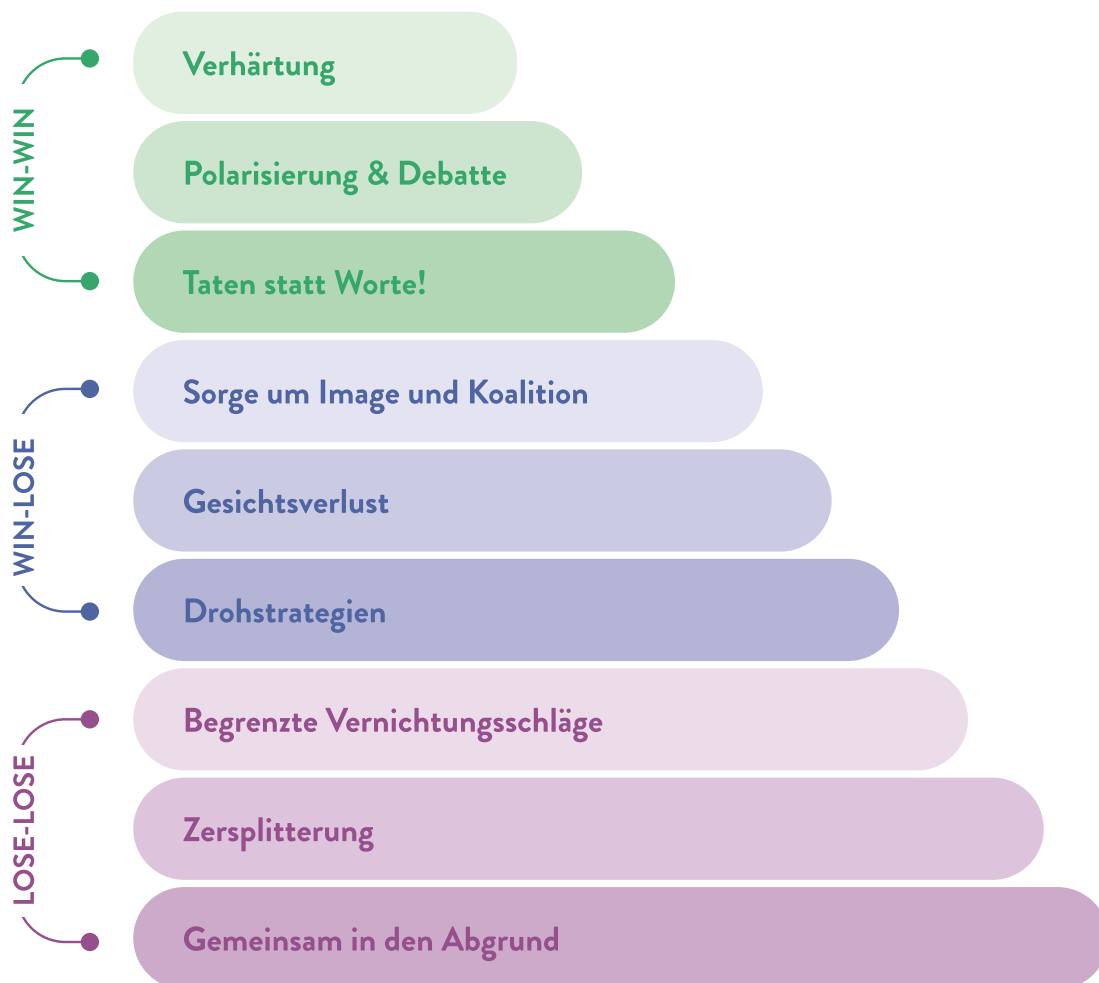 WIN-WIN
Verhärtung
Polarisierung & Debatte
Taten statt Worte!
WIN-LOSE
Sorge um Image und Koalition
Gesichtsverlust
Drohstrategien
LOSE-LOSE
Begrenzte Vernichtungsschläge
Zersplitterung
Gemeinsam in den Abgrund